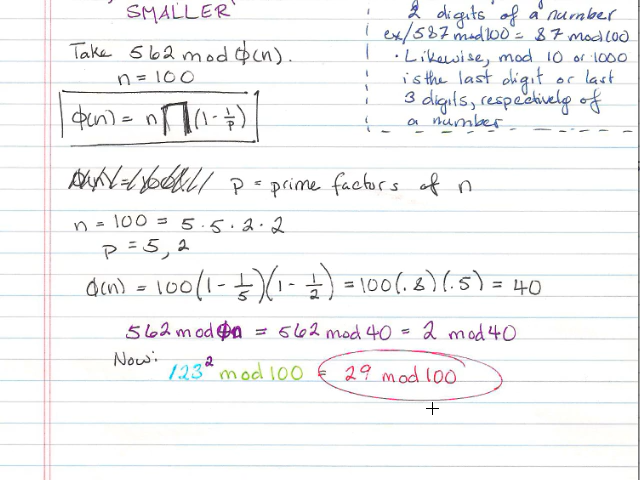 SMALLER
Take 562 mod Φ(n).
n = 100
Φ(n) = n∏(1 - 1/p)
2 digits of a number
ex/ 587 mod 100 = 87 mod 100
· Likewise, mod 10 or 1000
is the last digit or last
3 digits, respectively of
a number
p = prime factors of n
n = 100 = 5 · 5 · 2 · 2
p = 5, 2
Φ(n) = 100(1 - 1/5)(1 - 1/2) = 100(.8)(.5) = 40
562 mod Φn = 562 mod 40 = 2 mod 40
Now:
123² mod 100 = 29 mod 100